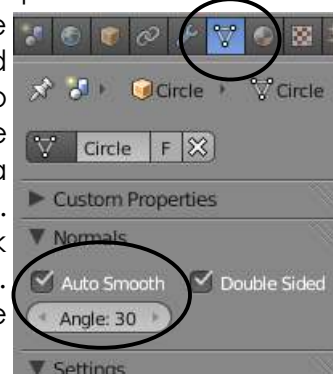 Circle Circle
Circle F
Custom Properties
Normals
Auto Smooth Double Sided
Angle: 30
Settings